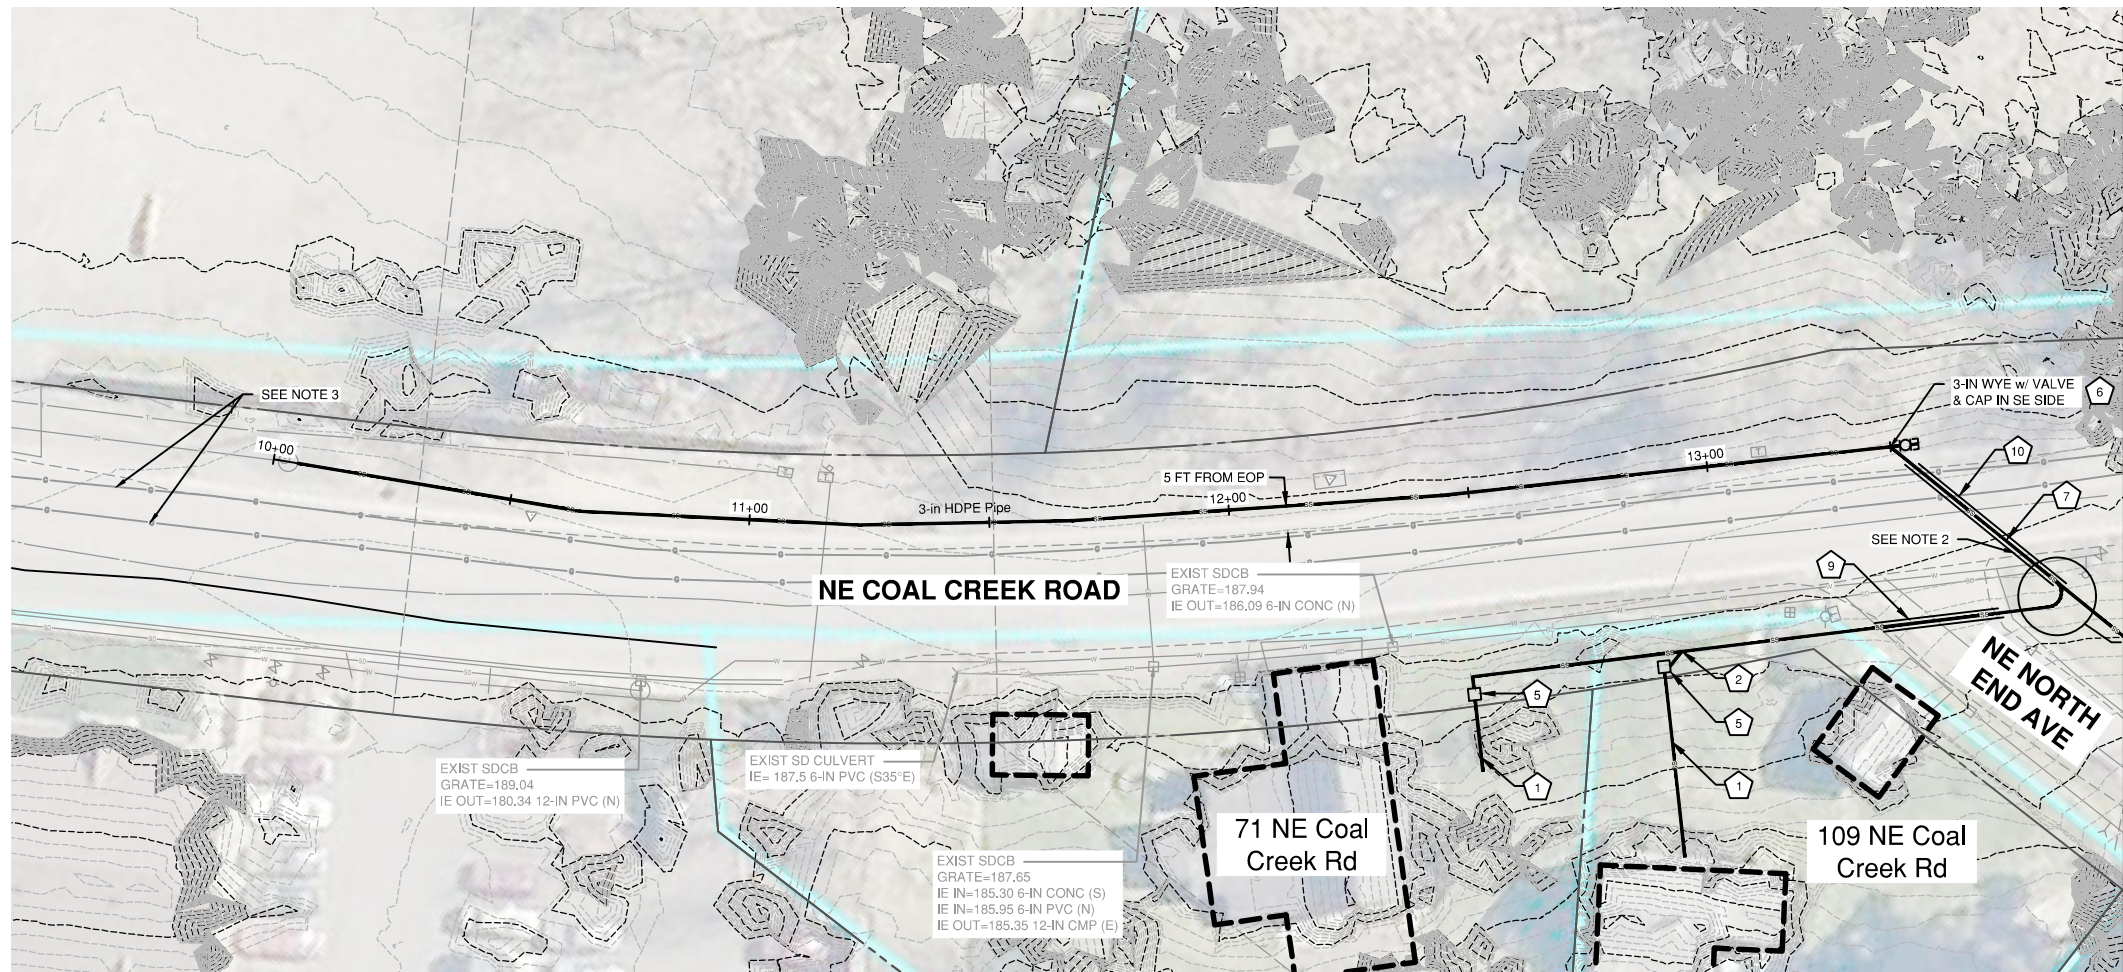 SEE NOTE 3
10+00
11+00
3-in HDPE Pipe
5 FT FROM EOP
12+00
13+00
3-IN WYE w/ VALVE
& CAP IN SE SIDE
6
10
7
SEE NOTE 2
9
NE COAL CREEK ROAD
EXIST SDCB
GRATE=187.94
IE OUT=186.09 6-IN CONC (N)
NE NORTH
END AVE
2
5
5
1
1
EXIST SDCB
GRATE=189.04
IE OUT=180.34 12-IN PVC (N)
EXIST SD CULVERT
IE= 187.5 6-IN PVC (S35°E)
EXIST SDCB
GRATE=187.65
IE IN=185.30 6-IN CONC (S)
IE IN=185.95 6-IN PVC (N)
IE OUT=185.35 12-IN CMP (E)
71 NE Coal
Creek Rd
109 NE Coal
Creek Rd